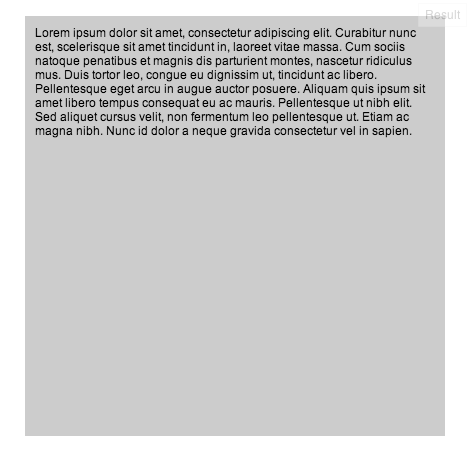 Result
Lorem ipsum dolor sit amet, consectetur adipiscing elit. Curabitur nunc
est, scelerisque sit amet tincidunt in, laoreet vitae massa. Cum sociis
natoque penatibus et magnis dis parturient montes, nascetur ridiculus
mus. Duis tortor leo, congue eu dignissim ut, tincidunt ac libero.
Pellentesque eget arcu in augue auctor posuere. Aliquam quis ipsum sit
amet libero tempus consequat eu ac mauris. Pellentesque ut nibh elit.
Sed aliquet cursus velit, non fermentum leo pellentesque ut. Etiam ac
magna nibh. Nunc id dolor a neque gravida consectetur vel in sapien.